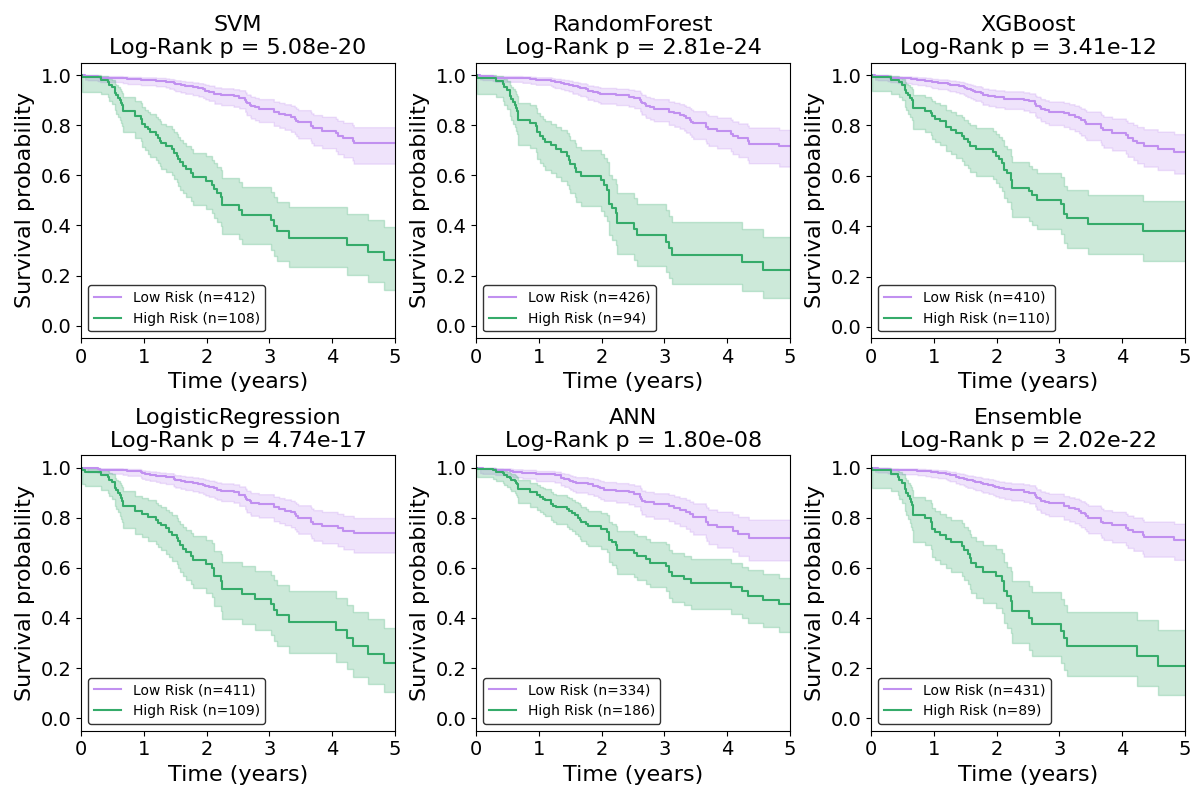 SVM
Log-Rank p = 5.08e-20
Survival probability
1.0
0.8
0.6
0.4
0.2
0.0
Low Risk (n=412)
High Risk (n=108)
0 1 2 3 4 5
Time (years)
RandomForest
Log-Rank p = 2.81e-24
Survival probability
1.0
0.8
0.6
0.4
0.2
0.0
Low Risk (n=426)
High Risk (n=94)
0 1 2 3 4 5
Time (years)
XGBoost
Log-Rank p = 3.41e-12
Survival probability
1.0
0.8
0.6
0.4
0.2
0.0
Low Risk (n=410)
High Risk (n=110)
0 1 2 3 4 5
Time (years)
LogisticRegression
Log-Rank p = 4.74e-17
Survival probability
1.0
0.8
0.6
0.4
0.2
0.0
Low Risk (n=411)
High Risk (n=109)
0 1 2 3 4 5
Time (years)
ANN
Log-Rank p = 1.80e-08
Survival probability
1.0
0.8
0.6
0.4
0.2
0.0
Low Risk (n=334)
High Risk (n=186)
0 1 2 3 4 5
Time (years)
Ensemble
Log-Rank p = 2.02e-22
Survival probability
1.0
0.8
0.6
0.4
0.2
0.0
Low Risk (n=431)
High Risk (n=89)
0 1 2 3 4 5
Time (years)